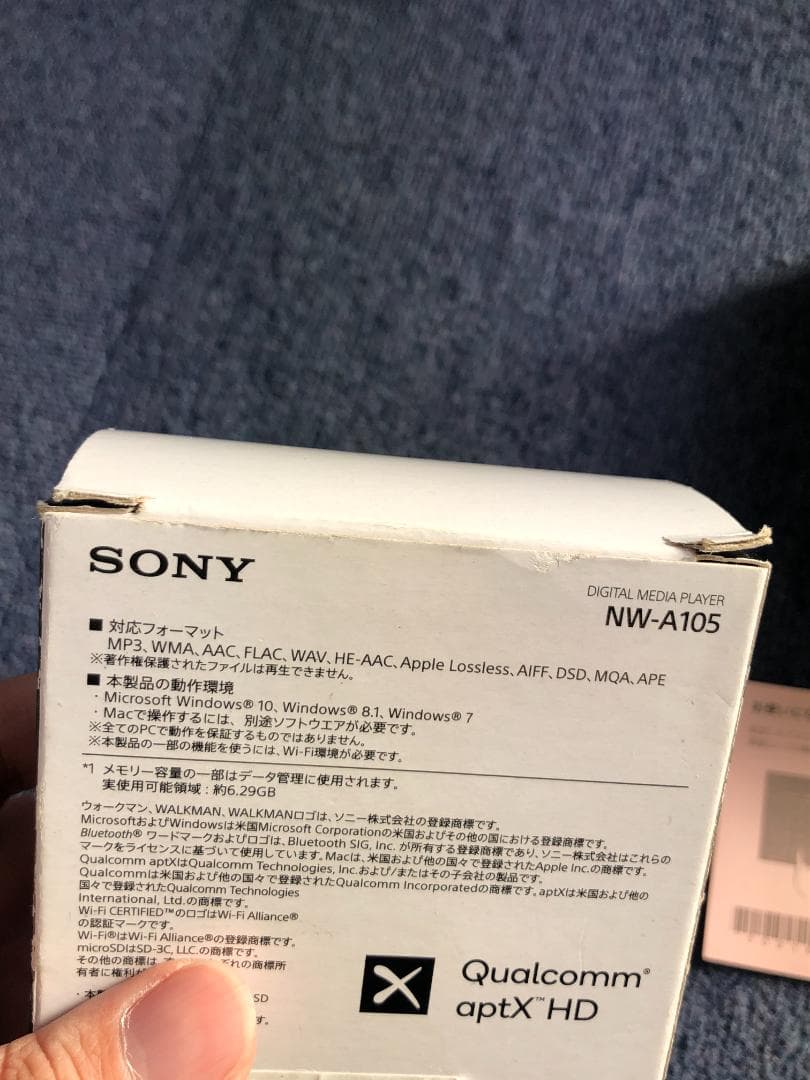 SONY
DIGITAL MEDIA PLAYER
NW-A105
■ 対応フォーマット
MP3、WMA、AAC、FLAC、WAV、HE-AAC、Apple Lossless、AIFF、DSD、MQA、APE
※著作権保護されたファイルは再生できません。
■ 本製品の動作環境
・Microsoft Windows® 10、Windows® 8.1、Windows® 7
・Macで操作するには、別途ソフトウエアが必要です。
※全てのPCで動作を保証するものではありません。
※本製品の一部の機能を使うには、Wi-Fi環境が必要です。
*1 メモリー容量の一部はデータ管理に使用されます。
実使用可能領域：約6.29GB
ウォークマン、WALKMAN、WALKMANロゴは、ソニー株式会社の登録商標です。
MicrosoftおよびWindowsは米国Microsoft Corporationの米国およびその他の国における登録商標です。
Bluetooth® ワードマークおよびロゴは、Bluetooth SIG, Inc. が所有する登録商標であり、ソニー株式会社はこれらの
マークをライセンスに基づいて使用しています。Macは、米国および他の国々で登録されたApple Inc.の商標です。
Qualcomm aptXはQualcomm Technologies, Inc.および/またはその子会社の製品です。
Qualcommは米国および他の国々で登録されたQualcomm Incorporatedの商標です。aptXは米国および他の
国々で登録されたQualcomm Technologies
International, Ltd.の商標です。
Wi-Fi CERTIFIED™のロゴはWi-Fi Alliance®
の認証マークです。
Wi-Fi®はWi-Fi Alliance®の登録商標です。
microSDはSD-3C, LLC.の商標です。
その他の商標は、 れの商標所
有者に権利が
・本製 SD
す。
Qualcomm®
aptX™ HD